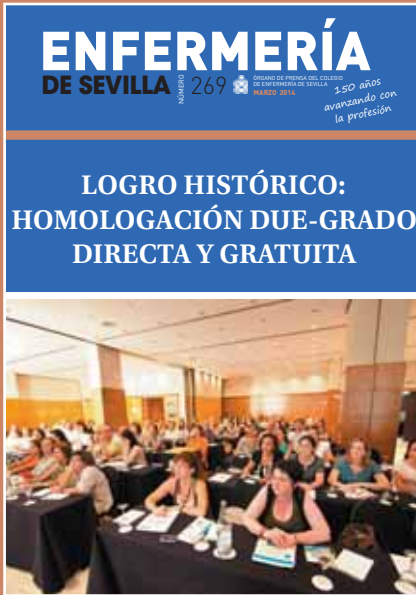 ENFERMERÍA
DE SEVILLA
NÚMERO
269
ÓRGANO DE PRENSA DEL COLEGIO
DE ENFERMERÍA DE SEVILLA
MARZO 2014
150 años
avanzando con
la profesión
LOGRO HISTÓRICO:
HOMOLOGACIÓN DUE-GRADO
DIRECTA Y GRATUITA